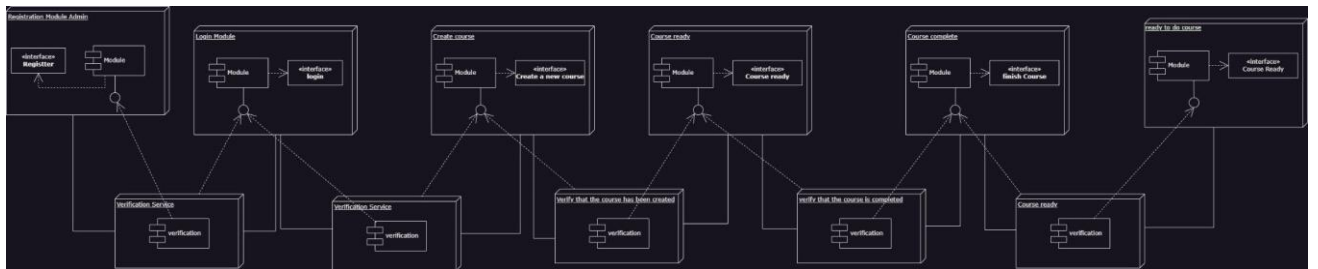 Registration Module Admin
«interface»
Registter
Module
Login Module
Module
«interface»
login
Create course
Module
«interface»
Create a new course
Course ready
Module
«interface»
Course ready
Course complete
Module
«interface»
finish Course
ready to do course
Module
«interface»
Course Ready
Verification Service
verification
Verification Service
verification
Verify that the course has been created
verification
verify that the course is completed
verification
Course ready
verification